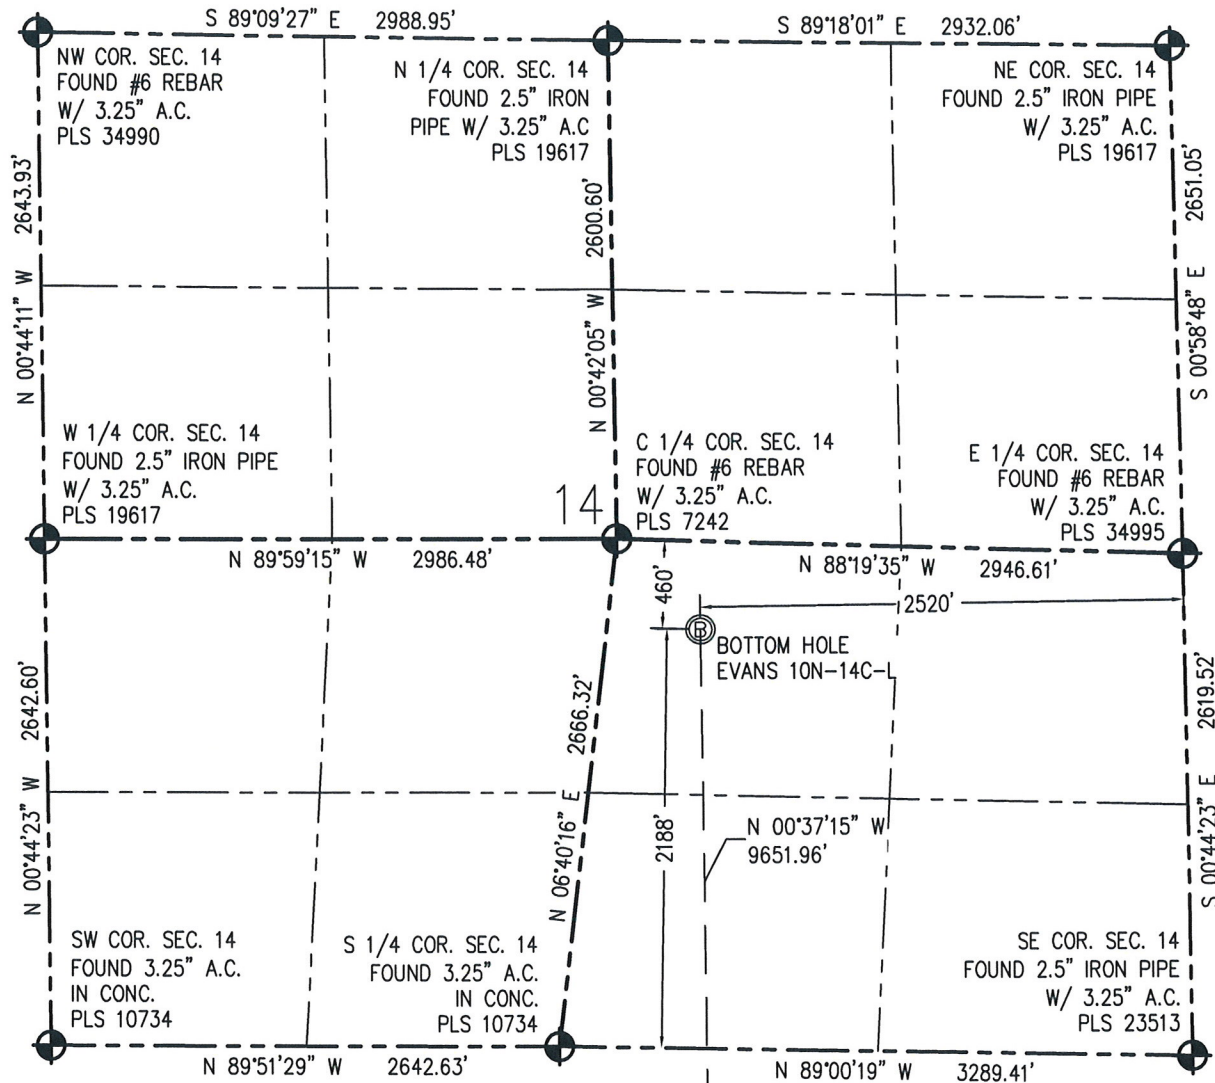 S 89°09'27" E 2988.95'
S 89°18'01" E 2932.06'
NW COR. SEC. 14
FOUND #6 REBAR
W/ 3.25" A.C.
PLS 34990
N 1/4 COR. SEC. 14
FOUND 2.5" IRON
PIPE W/ 3.25" A.C
PLS 19617
NE COR. SEC. 14
FOUND 2.5" IRON PIPE
W/ 3.25" A.C.
PLS 19617
N 00°44'11" W 2643.93'
N 00°42'05" W 2600.60'
S 00°58'48" E 2651.05'
W 1/4 COR. SEC. 14
FOUND 2.5" IRON PIPE
W/ 3.25" A.C.
PLS 19617
14
C 1/4 COR. SEC. 14
FOUND #6 REBAR
W/ 3.25" A.C.
PLS 7242
E 1/4 COR. SEC. 14
FOUND #6 REBAR
W/ 3.25" A.C.
PLS 34995
N 89°59'15" W 2986.48'
N 88°19'35" W 2946.61'
460'
2520'
B
BOTTOM HOLE
EVANS 10N-14C-L
N 00°44'23" W 2642.60'
N 06°40'16" E 2666.32'
2188'
N 00°37'15" W
9651.96'
S 00°44'23" E 2619.52'
SW COR. SEC. 14
FOUND 3.25" A.C.
IN CONC.
PLS 10734
S 1/4 COR. SEC. 14
FOUND 3.25" A.C.
IN CONC.
PLS 10734
SE COR. SEC. 14
FOUND 2.5" IRON PIPE
W/ 3.25" A.C.
PLS 23513
N 89°51'29" W 2642.63'
N 89°00'19" W 3289.41'